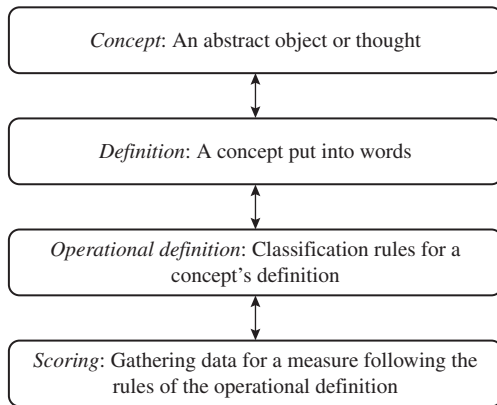 Concept: An abstract object or thought
Definition: A concept put into words
Operational definition: Classification rules for a
concept’s definition
Scoring: Gathering data for a measure following the
rules of the operational definition